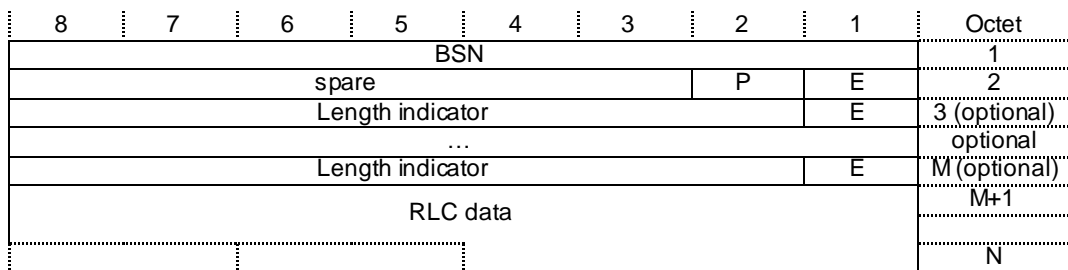 8 7 6 5 4 3 2 1 Octet
BSN 1
spare P E 2
Length indicator E 3 (optional)
… optional
Length indicator E M (optional)
RLC data M+1
N